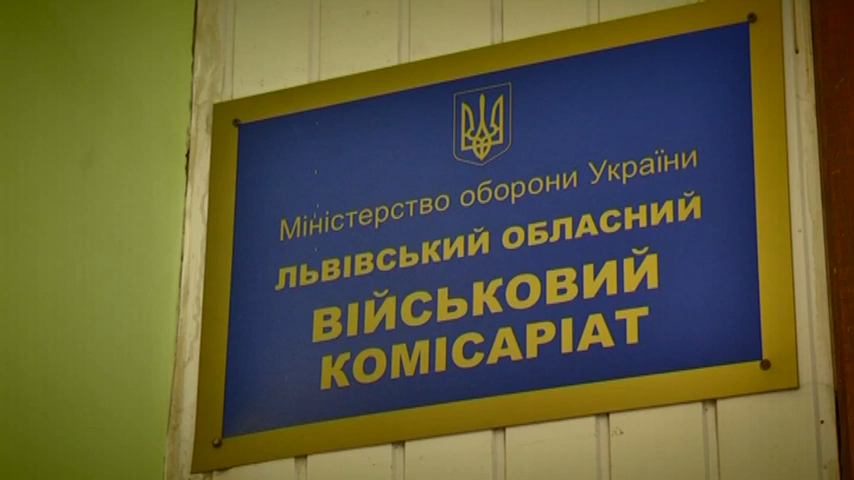 Міністерство оборони України
ЛЬВІВСЬКИЙ ОБЛАСНИЙ
ВІЙСЬКОВИЙ
КОМІСАРІАТ